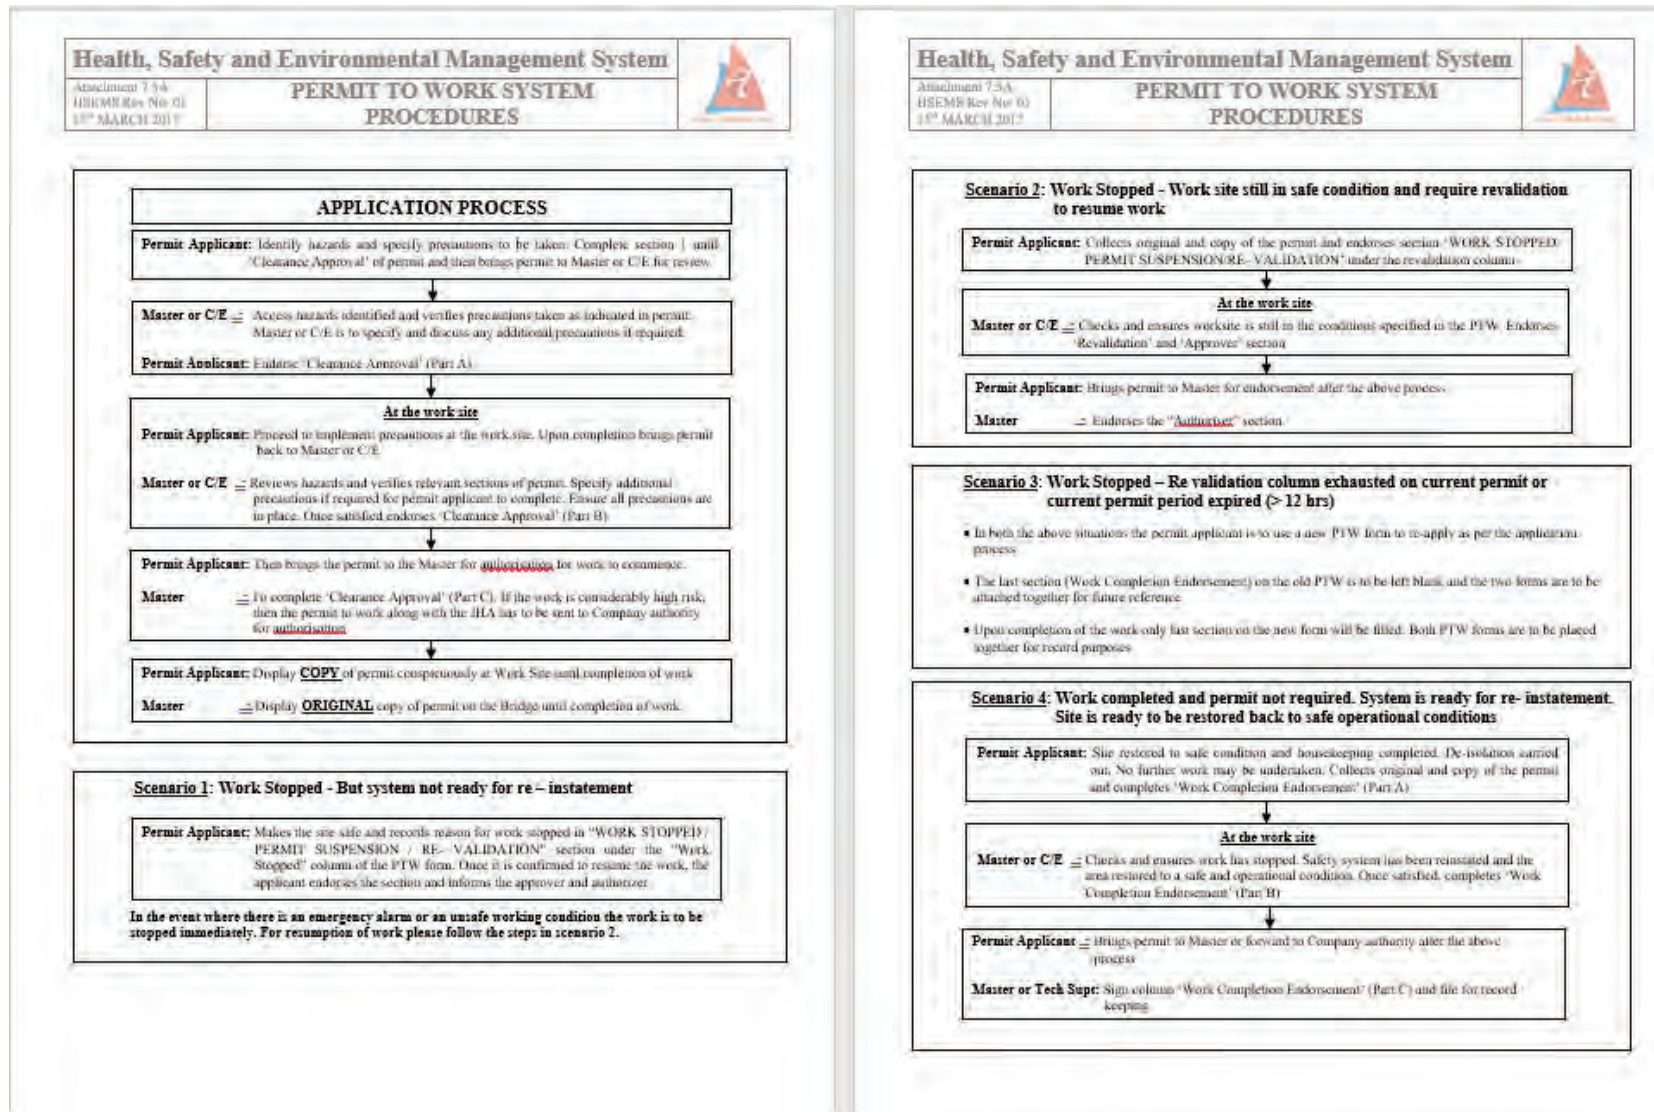 Health, Safety and Environmental Management System
Attachment 7.5A
HSEMS Rev No: 01
15th MARCH 2017
PERMIT TO WORK SYSTEM
PROCEDURES
APPLICATION PROCESS
Permit Applicant: Identify hazards and specify precautions to be taken. Complete section 1 until
'Clearance Approval' of permit and then brings permit to Master or C/E for review.
Master or C/E : Access hazards identified and verifies precautions taken as indicated in permit.
Master or C/E is to specify and discuss any additional precautions if required.
Permit Applicant: Endorse 'Clearance Approval' (Part A)
At the work site
Permit Applicant: Proceed to implement precautions at the work site. Upon completion brings permit
back to Master or C/E
Master or C/E : Reviews hazards and verifies relevant sections of permit. Specify additional
precautions if required for permit applicant to complete. Ensure all precautions are
in place. Once satisfied endorses 'Clearance Approval' (Part B)
Permit Applicant: Then brings the permit to the Master for authorisation for work to commence.
Master : To complete 'Clearance Approval' (Part C). If the work is considerably high risk,
then the permit to work along with the JHA has to be sent to Company authority
for authorisation
Permit Applicant: Display COPY of permit conspicuously at Work Site until completion of work
Master : Display ORIGINAL copy of permit on the Bridge until completion of work.
Scenario 1: Work Stopped - But system not ready for re – instatement
Permit Applicant: Makes the site safe and records reason for work stopped in "WORK STOPPED /
PERMIT SUSPENSION / RE- VALIDATION" section under the "Work
Stopped" column of the PTW form. Once it is confirmed to resume the work, the
applicant endorses the section and informs the approver and authorizer
In the event where there is an emergency alarm or an unsafe working condition the work is to be
stopped immediately. For resumption of work please follow the steps in scenario 2.
Health, Safety and Environmental Management System
Attachment 7.5A
HSEMS Rev No: 01
15th MARCH 2017
PERMIT TO WORK SYSTEM
PROCEDURES
Scenario 2: Work Stopped - Work site still in safe condition and require revalidation
to resume work
Permit Applicant: Collects original and copy of the permit and endorses section 'WORK STOPPED/
PERMIT SUSPENSION/RE- VALIDATION' under the revalidation column
At the work site
Master or C/E : Checks and ensures worksite is still in the conditions specified in the PTW. Endorses
'Revalidation' and 'Approver' section
Permit Applicant: Brings permit to Master for endorsement after the above process
Master : Endorses the "Authoriser" section
Scenario 3: Work Stopped – Re validation column exhausted on current permit or
current permit period expired (> 12 hrs)
▪ In both the above situations the permit applicant is to use a new PTW form to re-apply as per the application
process
▪ The last section (Work Completion Endorsement) on the old PTW is to be left blank and the two forms are to be
attached together for future reference
▪ Upon completion of the work only last section on the new form will be filled. Both PTW forms are to be placed
together for record purposes
Scenario 4: Work completed and permit not required. System is ready for re- instatement.
Site is ready to be restored back to safe operational conditions
Permit Applicant: Site restored to safe condition and housekeeping completed. De-isolation carried
out. No further work may be undertaken. Collects original and copy of the permit
and completes 'Work Completion Endorsement' (Part A)
At the work site
Master or C/E : Checks and ensures work has stopped. Safety system has been reinstated and the
area restored to a safe and operational condition. Once satisfied, completes 'Work
Completion Endorsement' (Part B)
Permit Applicant : Brings permit to Master or forward to Company authority after the above
process
Master or Tech Supt: Sign column 'Work Completion Endorsement' (Part C) and file for record
keeping